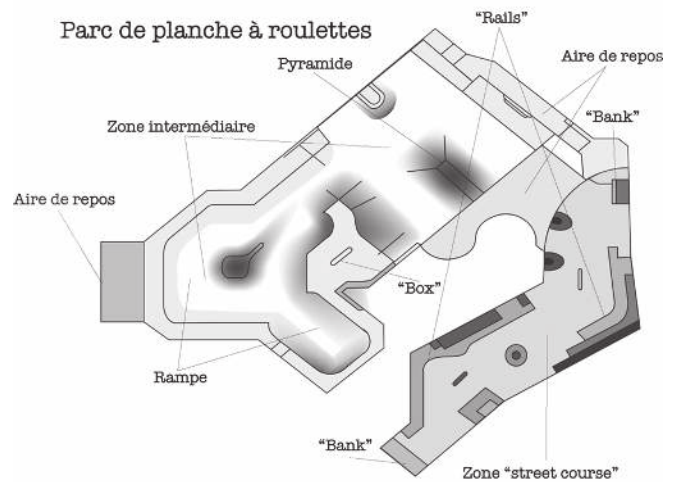 Parc de planche à roulettes
"Rails"
Pyramide
Aire de repos
"Bank"
Zone intermédiaire
Aire de repos
"Box"
Rampe
"Bank"
Zone "street course"